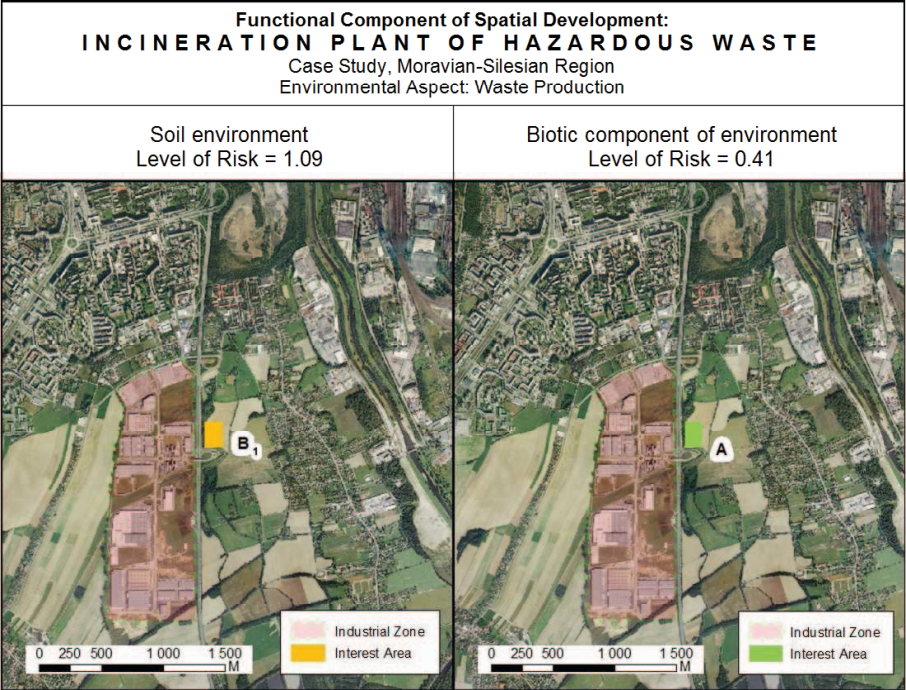 Functional Component of Spatial Development:
INCINERATION PLANT OF HAZARDOUS WASTE
Case Study, Moravian-Silesian Region
Environmental Aspect: Waste Production
Soil environment
Level of Risk = 1.09
Biotic component of environment
Level of Risk = 0.41
B1
Industrial Zone
Interest Area
0 250 500 1 000 1 500
M
A
Industrial Zone
Interest Area
0 250 500 1 000 1 500
M